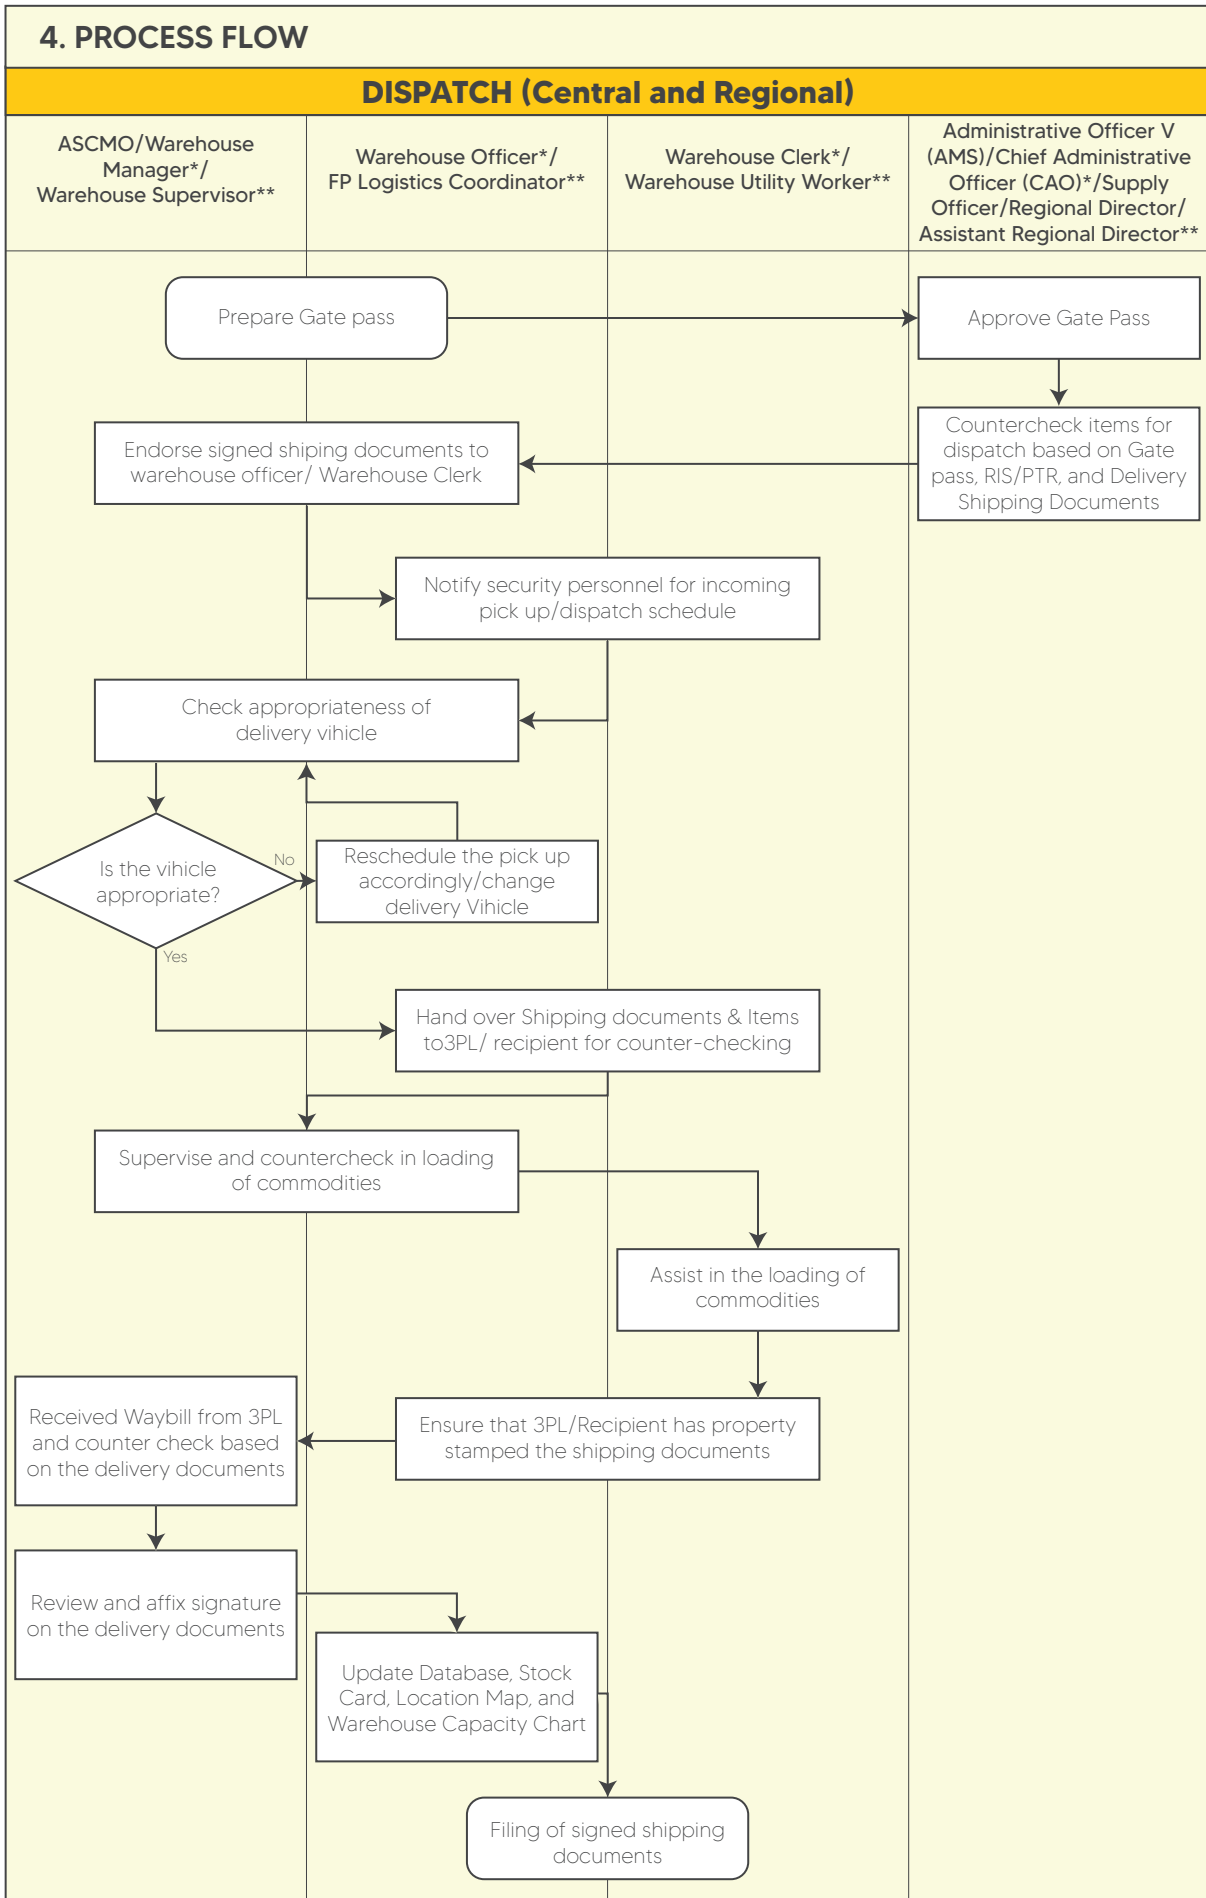 4. PROCESS FLOW
DISPATCH (Central and Regional)
ASCMO/Warehouse
Manager*/
Warehouse Supervisor**
Warehouse Officer*/
FP Logistics Coordinator**
Warehouse Clerk*/
Warehouse Utility Worker**
Administrative Officer V
(AMS)/Chief Administrative
Officer (CAO)*/Supply
Officer/Regional Director/
Assistant Regional Director**
Prepare Gate pass
Approve Gate Pass
Countercheck items for
dispatch based on Gate
pass, RIS/PTR, and Delivery
Shipping Documents
Endorse signed shiping documents to
warehouse officer/ Warehouse Clerk
Notify security personnel for incoming
pick up/dispatch schedule
Check appropriateness of
delivery vihicle
Is the vihicle
appropriate?
No
Reschedule the pick up
accordingly/change
delivery Vihicle
Yes
Hand over Shipping documents & Items
to3PL/ recipient for counter-checking
Supervise and countercheck in loading
of commodities
Assist in the loading of
commodities
Ensure that 3PL/Recipient has property
stamped the shipping documents
Received Waybill from 3PL
and counter check based
on the delivery documents
Review and affix signature
on the delivery documents
Update Database, Stock
Card, Location Map, and
Warehouse Capacity Chart
Filing of signed shipping
documents